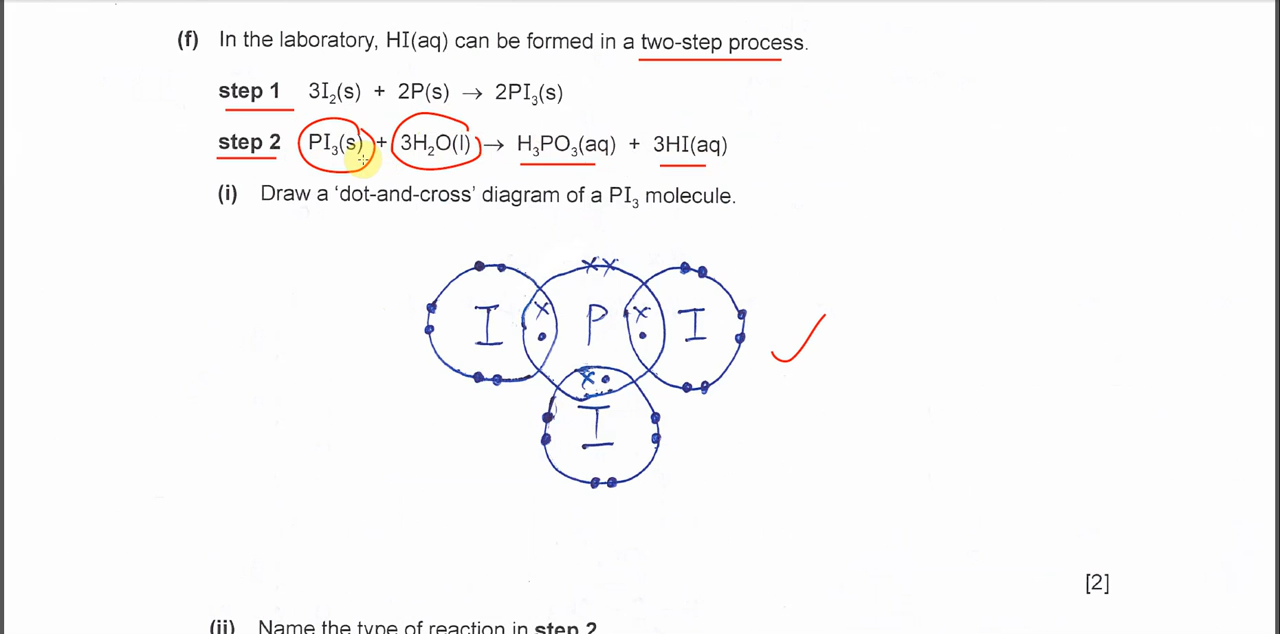 (f) In the laboratory, HI(aq) can be formed in a two-step process.
step 1 3I₂(s) + 2P(s) → 2PI₃(s)
step 2 PI₃(s) + 3H₂O(l) → H₃PO₃(aq) + 3HI(aq)
(i) Draw a 'dot-and-cross' diagram of a PI₃ molecule.
I P I
I
[2]
(ii) Name the type of reaction in step 2